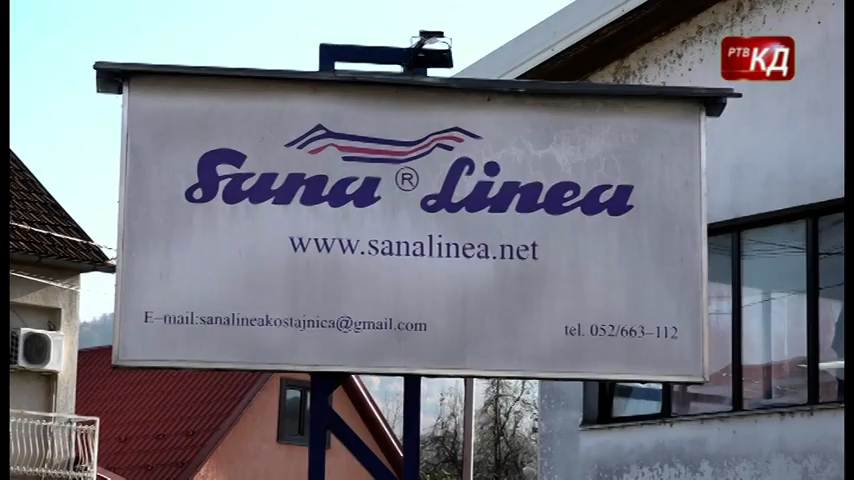 РТВ КД
Sana ® Linea
www.sanalinea.net
E-mail:sanalineakostajnica@gmail.com
tel. 052/663-112